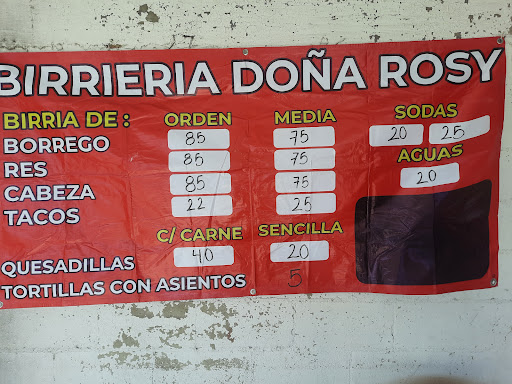 BIRRIERIA DOÑA ROSY
BIRRIA DE : ORDEN MEDIA SODAS
BORREGO 85 75 20 25
RES 85 75 AGUAS
CABEZA 85 75 20
TACOS 22 25
C/ CARNE SENCILLA
QUESADILLAS 40 20
TORTILLAS CON ASIENTOS 5